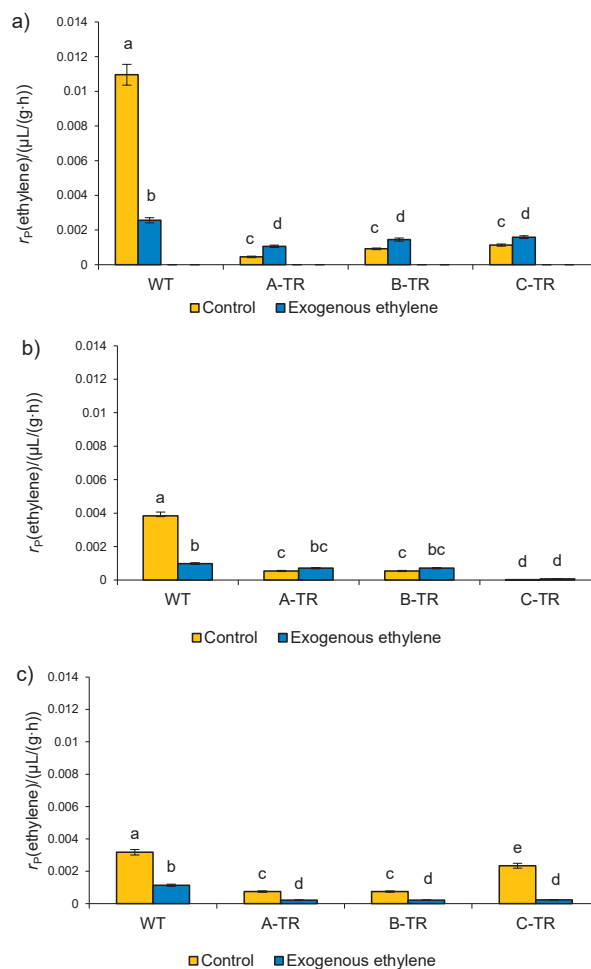 a)
0.014
0.012
0.01
0.008
0.006
0.004
0.002
0
rP(ethylene)/(µL/(g·h))
a
b
c
d
c
d
c
d
WT A-TR B-TR C-TR
Control Exogenous ethylene
b)
0.014
0.012
0.01
0.008
0.006
0.004
0.002
0
rP(ethylene)/(µL/(g·h))
a
b
c
bc
c
bc
d
d
WT A-TR B-TR C-TR
Control Exogenous ethylene
c)
0.014
0.012
0.01
0.008
0.006
0.004
0.002
0
rP(ethylene)/(µL/(g·h))
a
b
c
d
c
d
e
d
WT A-TR B-TR C-TR
Control Exogenous ethylene